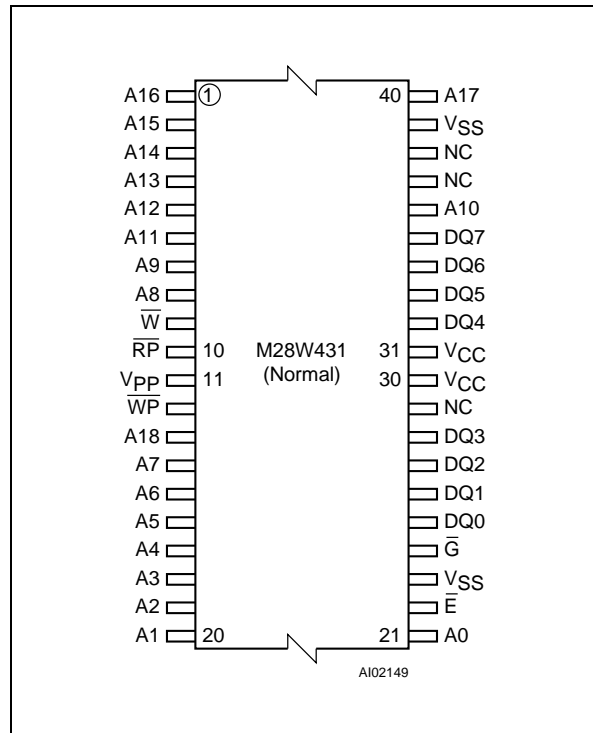 A16 ① 40 A17
A15 VSS
A14 NC
A13 NC
A12 A10
A11 DQ7
A9 DQ6
A8 DQ5
W̅ DQ4
R̅P̅ 10 M28W431 31 VCC
VPP 11 (Normal) 30 VCC
W̅P̅ NC
A18 DQ3
A7 DQ2
A6 DQ1
A5 DQ0
A4 G̅
A3 VSS
A2 E̅
A1 20 21 A0
AI02149